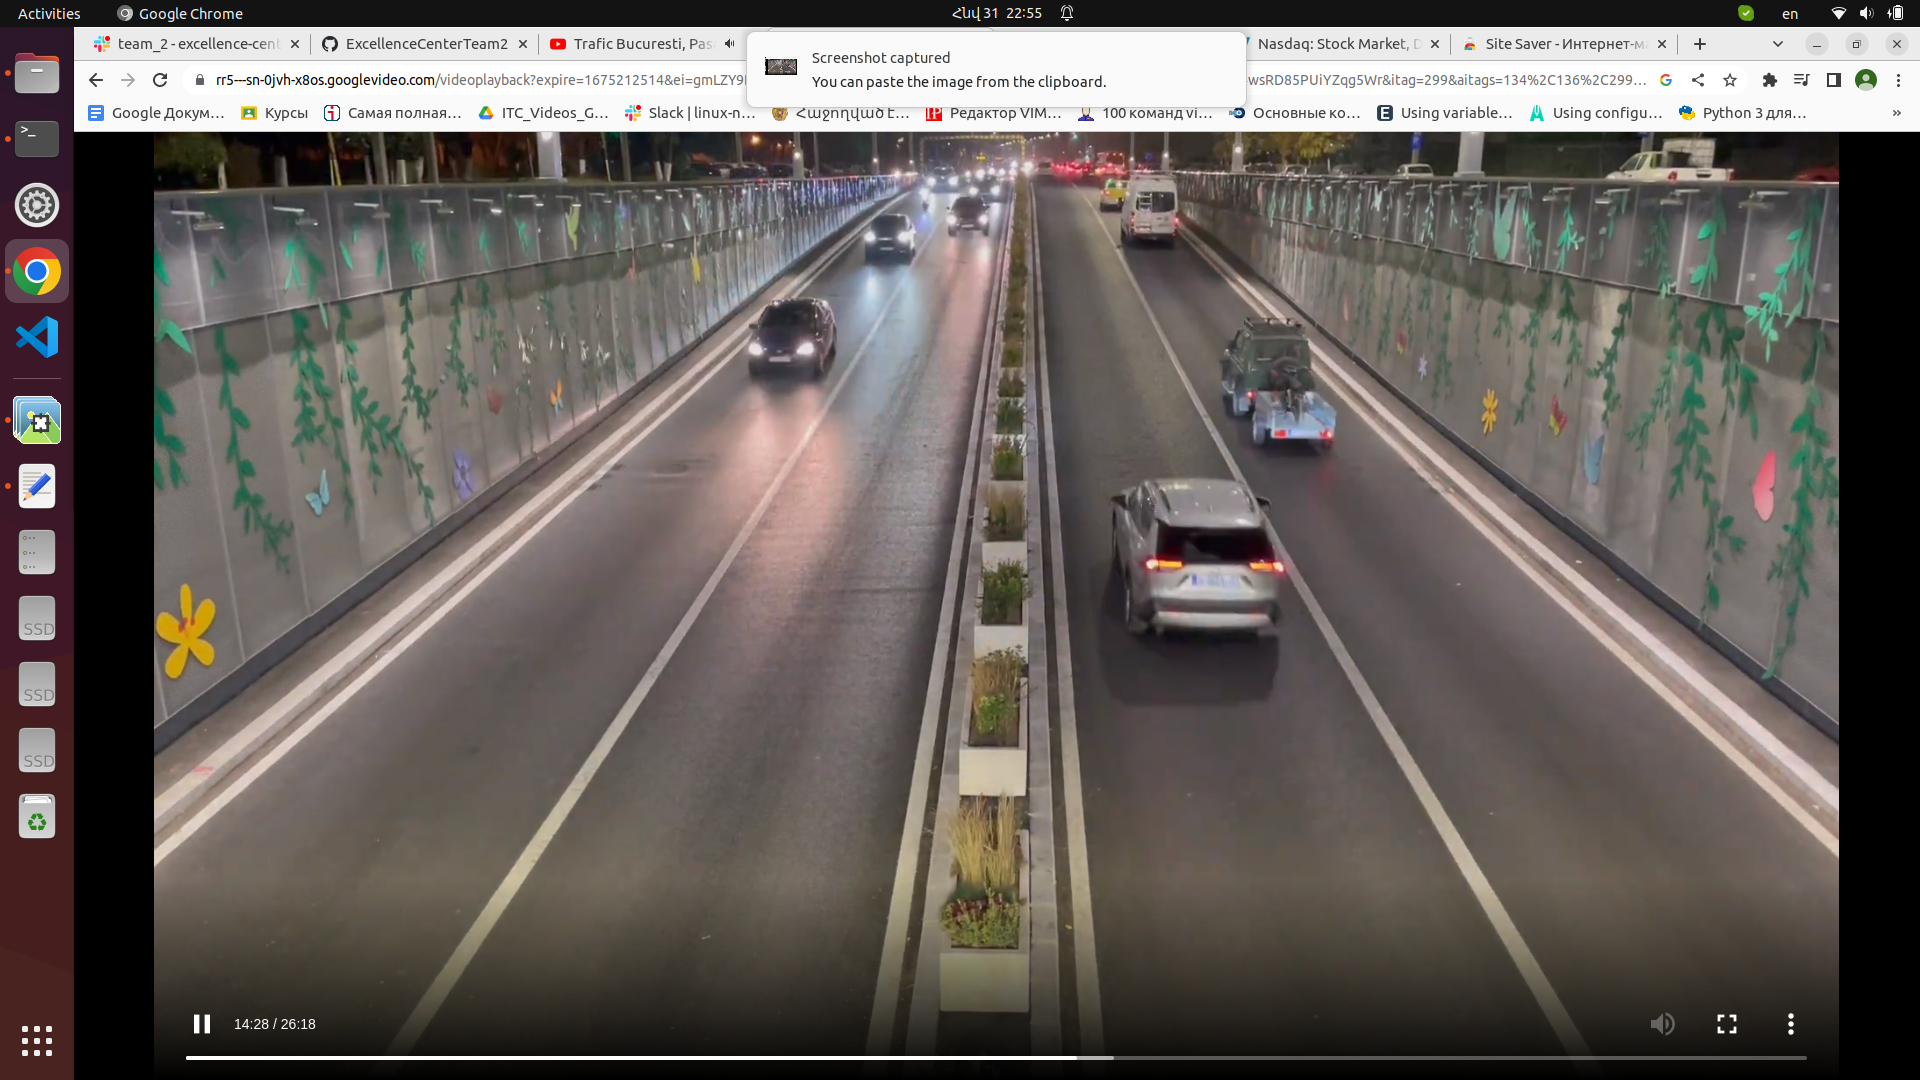 Activities
Google Chrome
Հնվ 31 22:55
en
team_2 - excellence-cent
ExcellenceCenterTeam2
Trafic Bucuresti, Pasa
Nasdaq: Stock Market, D
Site Saver - Интернет-ма
Screenshot captured
You can paste the image from the clipboard.
rr5---sn-0jvh-x8os.googlevideo.com/videoplayback?expire=1675212514&ei=gmLZY9
wsRD85PUiYZqg5Wr&itag=299&aitags=134%2C136%2C299…
Google Докум…
Курсы
Самая полная…
ITC_Videos_G…
Slack | linux-n…
Հաջողված է…
Редактор VIM…
100 команд vi…
Основные ко…
Using variable…
Using configu…
Python 3 для…
»
SSD
SSD
SSD
14:28 / 26:18